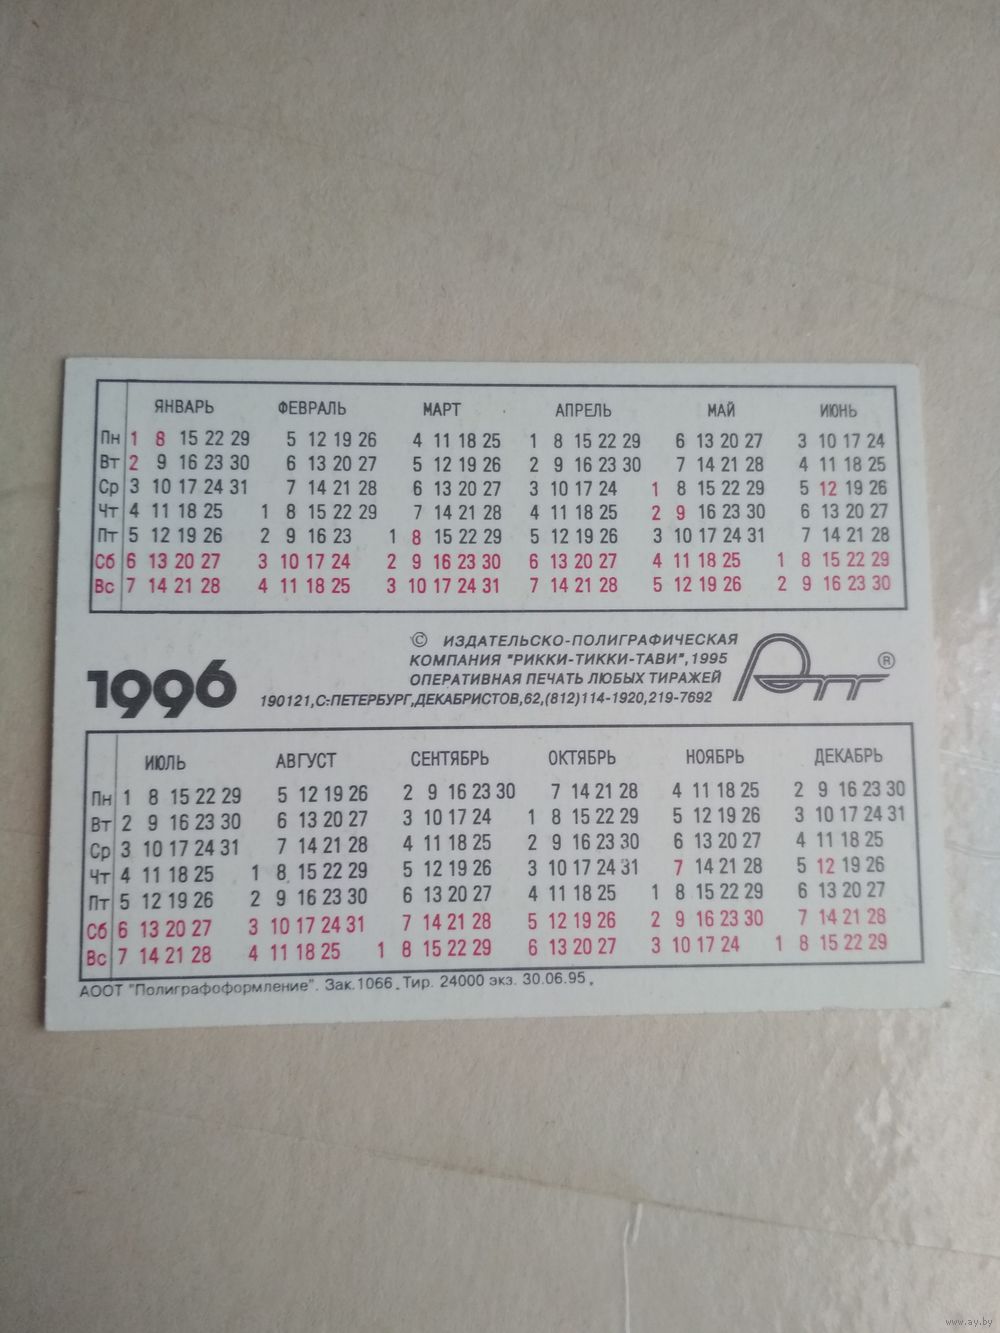 ЯНВАРЬ ФЕВРАЛЬ МАРТ АПРЕЛЬ МАЙ ИЮНЬ
Пн 1 8 15 22 29 5 12 19 26 4 11 18 25 1 8 15 22 29 6 13 20 27 3 10 17 24
Вт 2 9 16 23 30 6 13 20 27 5 12 19 26 2 9 16 23 30 7 14 21 28 4 11 18 25
Ср 3 10 17 24 31 7 14 21 28 6 13 20 27 3 10 17 24 1 8 15 22 29 5 12 19 26
Чт 4 11 18 25 1 8 15 22 29 7 14 21 28 4 11 18 25 2 9 16 23 30 6 13 20 27
Пт 5 12 19 26 2 9 16 23 1 8 15 22 29 5 12 19 26 3 10 17 24 31 7 14 21 28
Сб 6 13 20 27 3 10 17 24 2 9 16 23 30 6 13 20 27 4 11 18 25 1 8 15 22 29
Вс 7 14 21 28 4 11 18 25 3 10 17 24 31 7 14 21 28 5 12 19 26 2 9 16 23 30
1996
© ИЗДАТЕЛЬСКО-ПОЛИГРАФИЧЕСКАЯ
КОМПАНИЯ "РИККИ-ТИККИ-ТАВИ",1995
ОПЕРАТИВНАЯ ПЕЧАТЬ ЛЮБЫХ ТИРАЖЕЙ
190121,С:ПЕТЕРБУРГ,ДЕКАБРИСТОВ,62,(812)114-1920,219-7692
РТТ ®
ИЮЛЬ АВГУСТ СЕНТЯБРЬ ОКТЯБРЬ НОЯБРЬ ДЕКАБРЬ
Пн 1 8 15 22 29 5 12 19 26 2 9 16 23 30 7 14 21 28 4 11 18 25 2 9 16 23 30
Вт 2 9 16 23 30 6 13 20 27 3 10 17 24 1 8 15 22 29 5 12 19 26 3 10 17 24 31
Ср 3 10 17 24 31 7 14 21 28 4 11 18 25 2 9 16 23 30 6 13 20 27 4 11 18 25
Чт 4 11 18 25 1 8 15 22 29 5 12 19 26 3 10 17 24 31 7 14 21 28 5 12 19 26
Пт 5 12 19 26 2 9 16 23 30 6 13 20 27 4 11 18 25 1 8 15 22 29 6 13 20 27
Сб 6 13 20 27 3 10 17 24 31 7 14 21 28 5 12 19 26 2 9 16 23 30 7 14 21 28
Вс 7 14 21 28 4 11 18 25 1 8 15 22 29 6 13 20 27 3 10 17 24 1 8 15 22 29
АООТ "Полиграфоформление". Зак. 1066. Тир. 24000 экз. 30.06.95.
www.ay.by